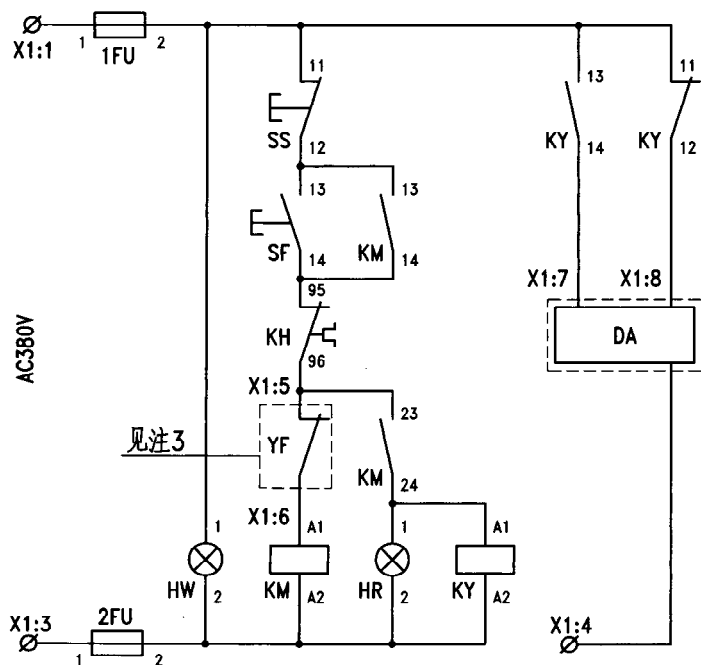 X1:1
1 1FU 2
11
SS
12
13 13
SF KM
14 14
95
KH
96
X1:5
YF
见注3
23
KM
24
X1:6
1 A1 1 A1
HW KM HR KY
2 A2 2 A2
X1:3
1 2FU 2
AC380V
13 11
KY KY
14 12
X1:7 X1:8
DA
X1:4